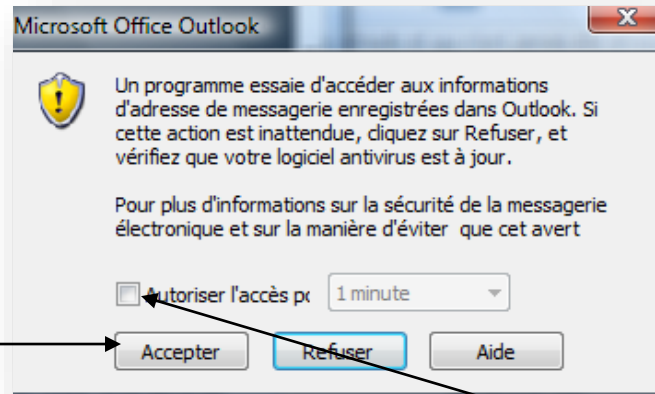 Microsoft Office Outlook
Un programme essaie d'accéder aux informations
d'adresse de messagerie enregistrées dans Outlook. Si
cette action est inattendue, cliquez sur Refuser, et
vérifiez que votre logiciel antivirus est à jour.
Pour plus d'informations sur la sécurité de la messagerie
électronique et sur la manière d'éviter que cet avert
Autoriser l'accès po 1 minute
Accepter Refuser Aide